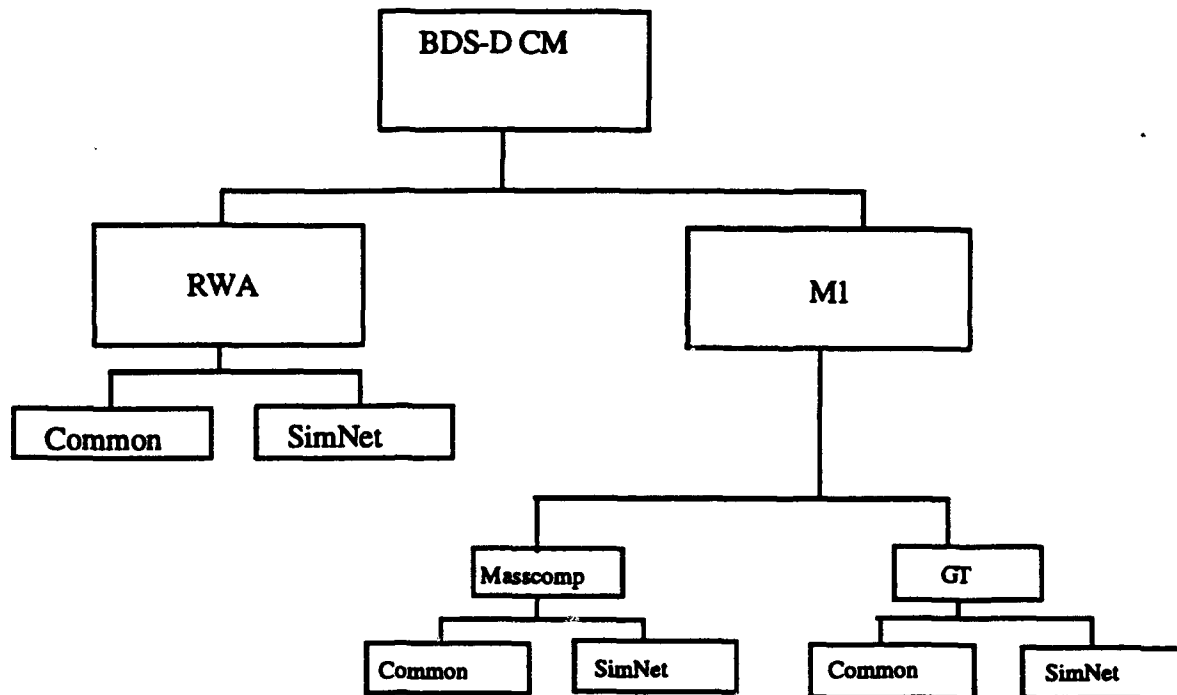 BDS-D CM
RWA
M1
Common
SimNet
Masscomp
GT
Common
SimNet
Common
SimNet